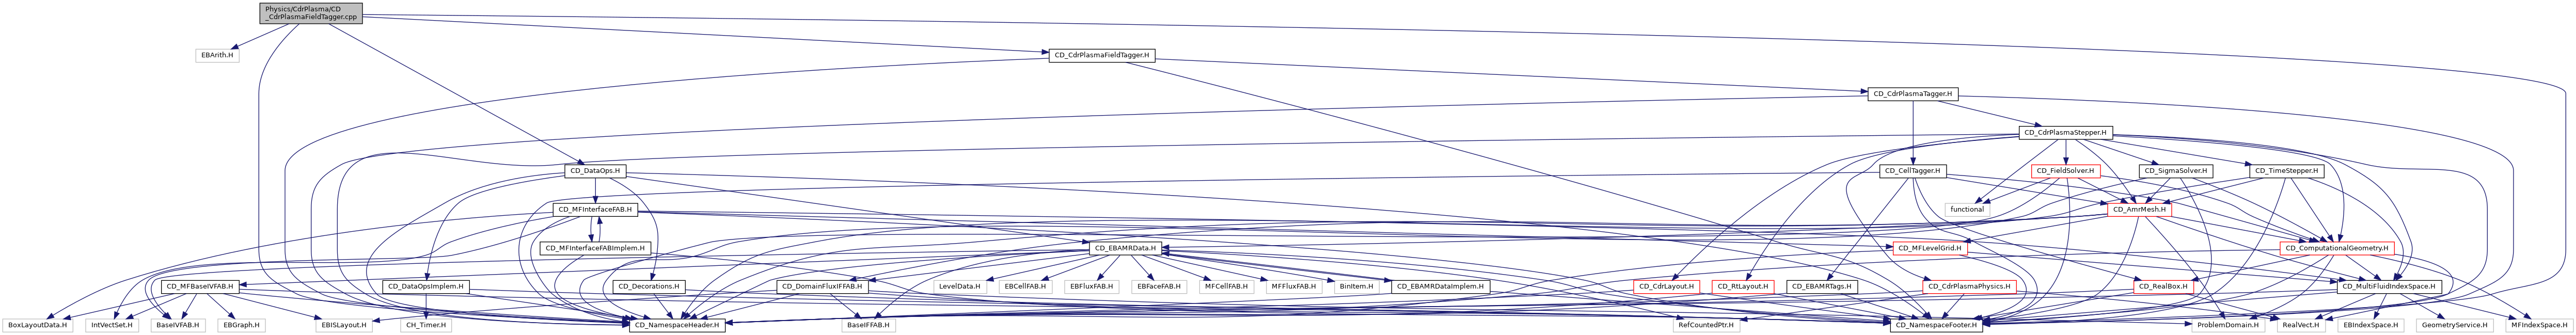 Physics/CdrPlasma/CD
_CdrPlasmaFieldTagger.cpp
EBArith.H
CD_CdrPlasmaFieldTagger.H
CD_CdrPlasmaTagger.H
CD_CdrPlasmaStepper.H
CD_DataOps.H
CD_CellTagger.H
CD_FieldSolver.H
CD_SigmaSolver.H
CD_TimeStepper.H
CD_MFInterfaceFAB.H
functional
CD_AmrMesh.H
CD_MFInterfaceFABImplem.H
CD_EBAMRData.H
CD_MFLevelGrid.H
CD_ComputationalGeometry.H
CD_MFBaseIVFAB.H
CD_DataOpsImplem.H
CD_Decorations.H
CD_DomainFluxIFFAB.H
LevelData.H
EBCellFAB.H
EBFluxFAB.H
EBFaceFAB.H
MFCellFAB.H
MFFluxFAB.H
BinItem.H
CD_EBAMRDataImplem.H
CD_CdrLayout.H
CD_RtLayout.H
CD_EBAMRTags.H
CD_CdrPlasmaPhysics.H
CD_RealBox.H
CD_MultiFluidIndexSpace.H
BoxLayoutData.H
IntVectSet.H
BaseIVFAB.H
EBGraph.H
EBISLayout.H
CH_Timer.H
CD_NamespaceHeader.H
BaseIFFAB.H
RefCountedPtr.H
CD_NamespaceFooter.H
ProblemDomain.H
RealVect.H
EBIndexSpace.H
GeometryService.H
MFIndexSpace.H